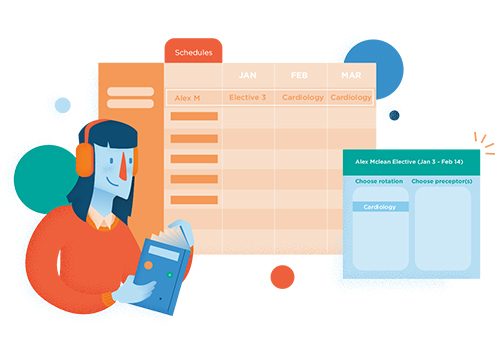 Schedules
JAN FEB MAR
Alex M Elective 3 Cardiology Cardiology
Alex Mclean Elective (Jan 3 - Feb 14)
Choose rotation Choose preceptor(s)
Cardiology